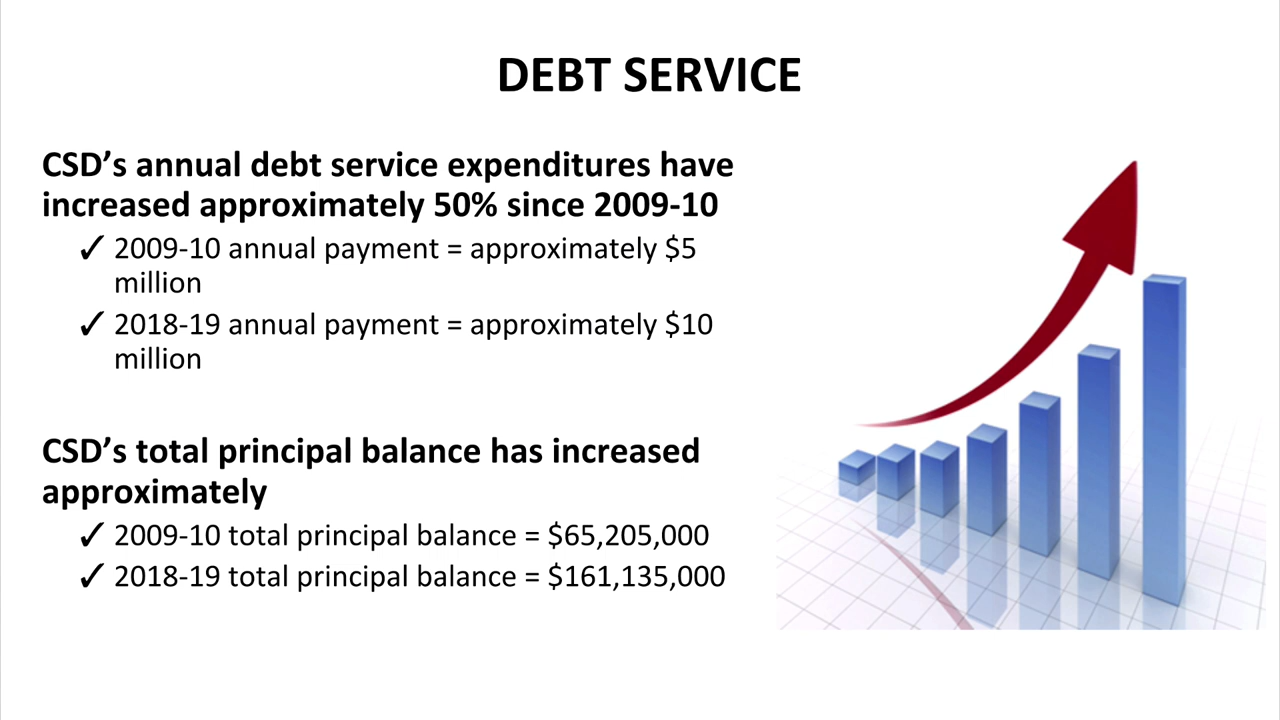 DEBT SERVICE
CSD’s annual debt service expenditures have
increased approximately 50% since 2009-10
✓ 2009-10 annual payment = approximately $5
million
✓ 2018-19 annual payment = approximately $10
million
CSD’s total principal balance has increased
approximately
✓ 2009-10 total principal balance = $65,205,000
✓ 2018-19 total principal balance = $161,135,000